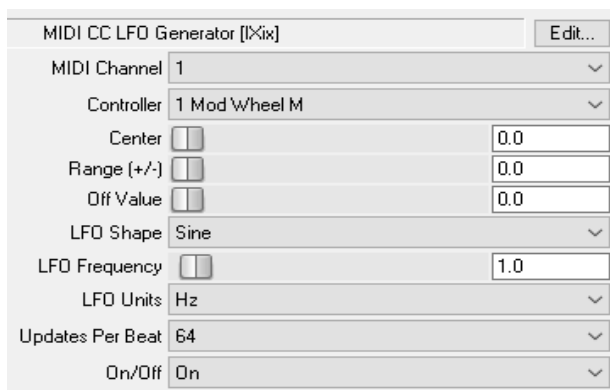 MIDI CC LFO Generator [IXix] Edit...
MIDI Channel 1
Controller 1 Mod Wheel M
Center 0.0
Range (+/-) 0.0
Off Value 0.0
LFO Shape Sine
LFO Frequency 1.0
LFO Units Hz
Updates Per Beat 64
On/Off On